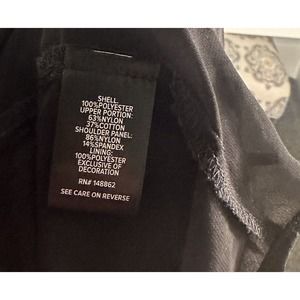 SHELL:
100%POLYESTER
UPPER PORTION:
63%NYLON
37%COTTON
SHOULDER PANEL:
86%NYLON
14%SPANDEX
LINING:
100%POLYESTER
EXCLUSIVE OF
DECORATION
RN# 148862
SEE CARE ON REVERSE